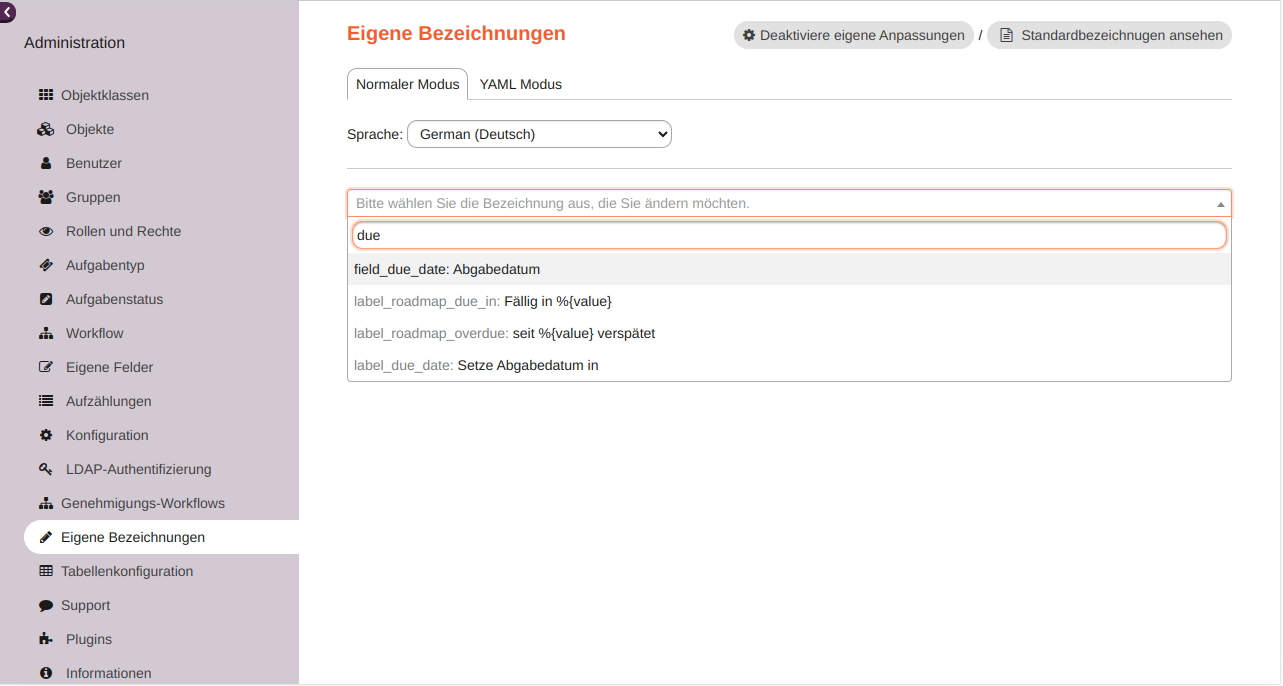 Administration
Objektklassen
Objekte
Benutzer
Gruppen
Rollen und Rechte
Aufgabentyp
Aufgabenstatus
Workflow
Eigene Felder
Aufzählungen
Konfiguration
LDAP-Authentifizierung
Genehmigungs-Workflows
Eigene Bezeichnungen
Tabellenkonfiguration
Support
Plugins
Informationen
Eigene Bezeichnungen
Deaktiviere eigene Anpassungen / Standardbezeichnugen ansehen
Normaler Modus YAML Modus
Sprache: German (Deutsch)
Bitte wählen Sie die Bezeichnung aus, die Sie ändern möchten.
due
field_due_date: Abgabedatum
label_roadmap_due_in: Fällig in %{value}
label_roadmap_overdue: seit %{value} verspätet
label_due_date: Setze Abgabedatum in